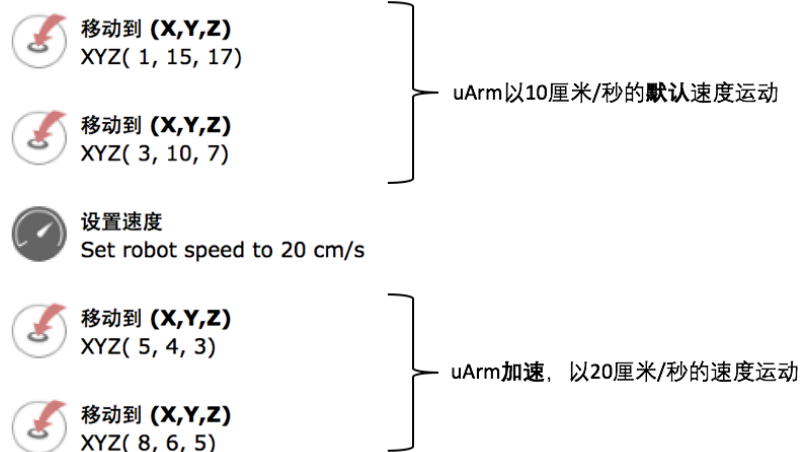 移动到 (X,Y,Z)
XYZ( 1, 15, 17)
uArm以10厘米/秒的默认速度运动
移动到 (X,Y,Z)
XYZ( 3, 10, 7)
设置速度
Set robot speed to 20 cm/s
移动到 (X,Y,Z)
XYZ( 5, 4, 3)
uArm加速，以20厘米/秒的速度运动
移动到 (X,Y,Z)
XYZ( 8, 6, 5)